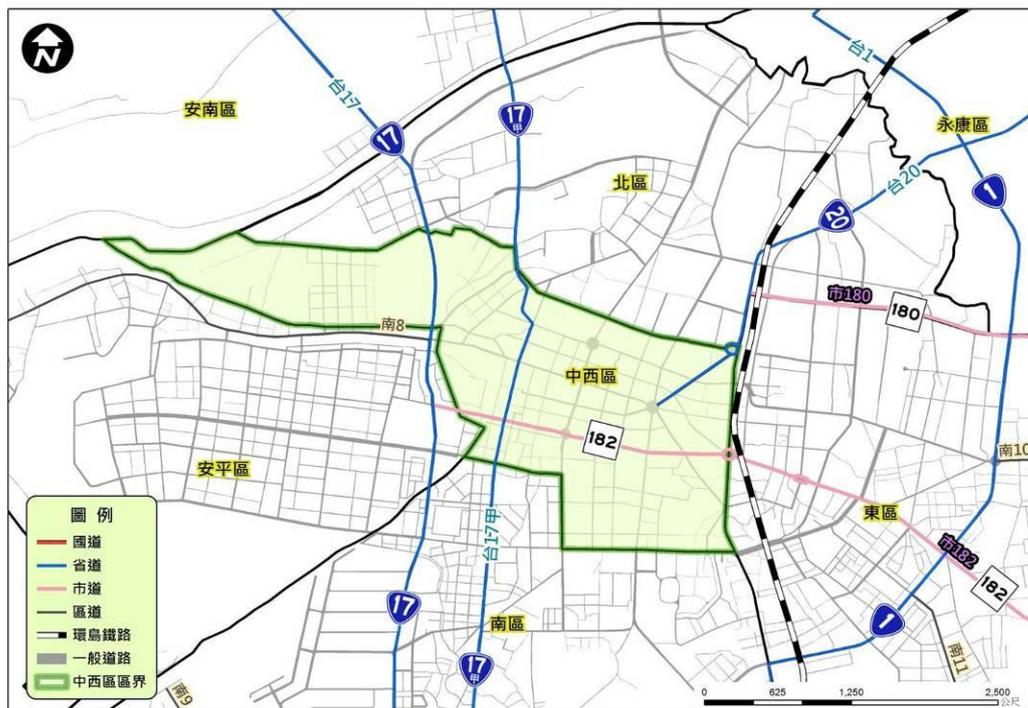 N
台1
台17
17
17
甲
安南區
永康區
北區
台20
20
1
市180
180
南8
中西區
182
安平區
南10
東區
圖 例
國道
省道
市道
區道
環島鐵路
一般道路
中西區區界
台17甲
市182
182
17
南區
1
17
甲
南11
南9
0 625 1,250 2,500
公尺